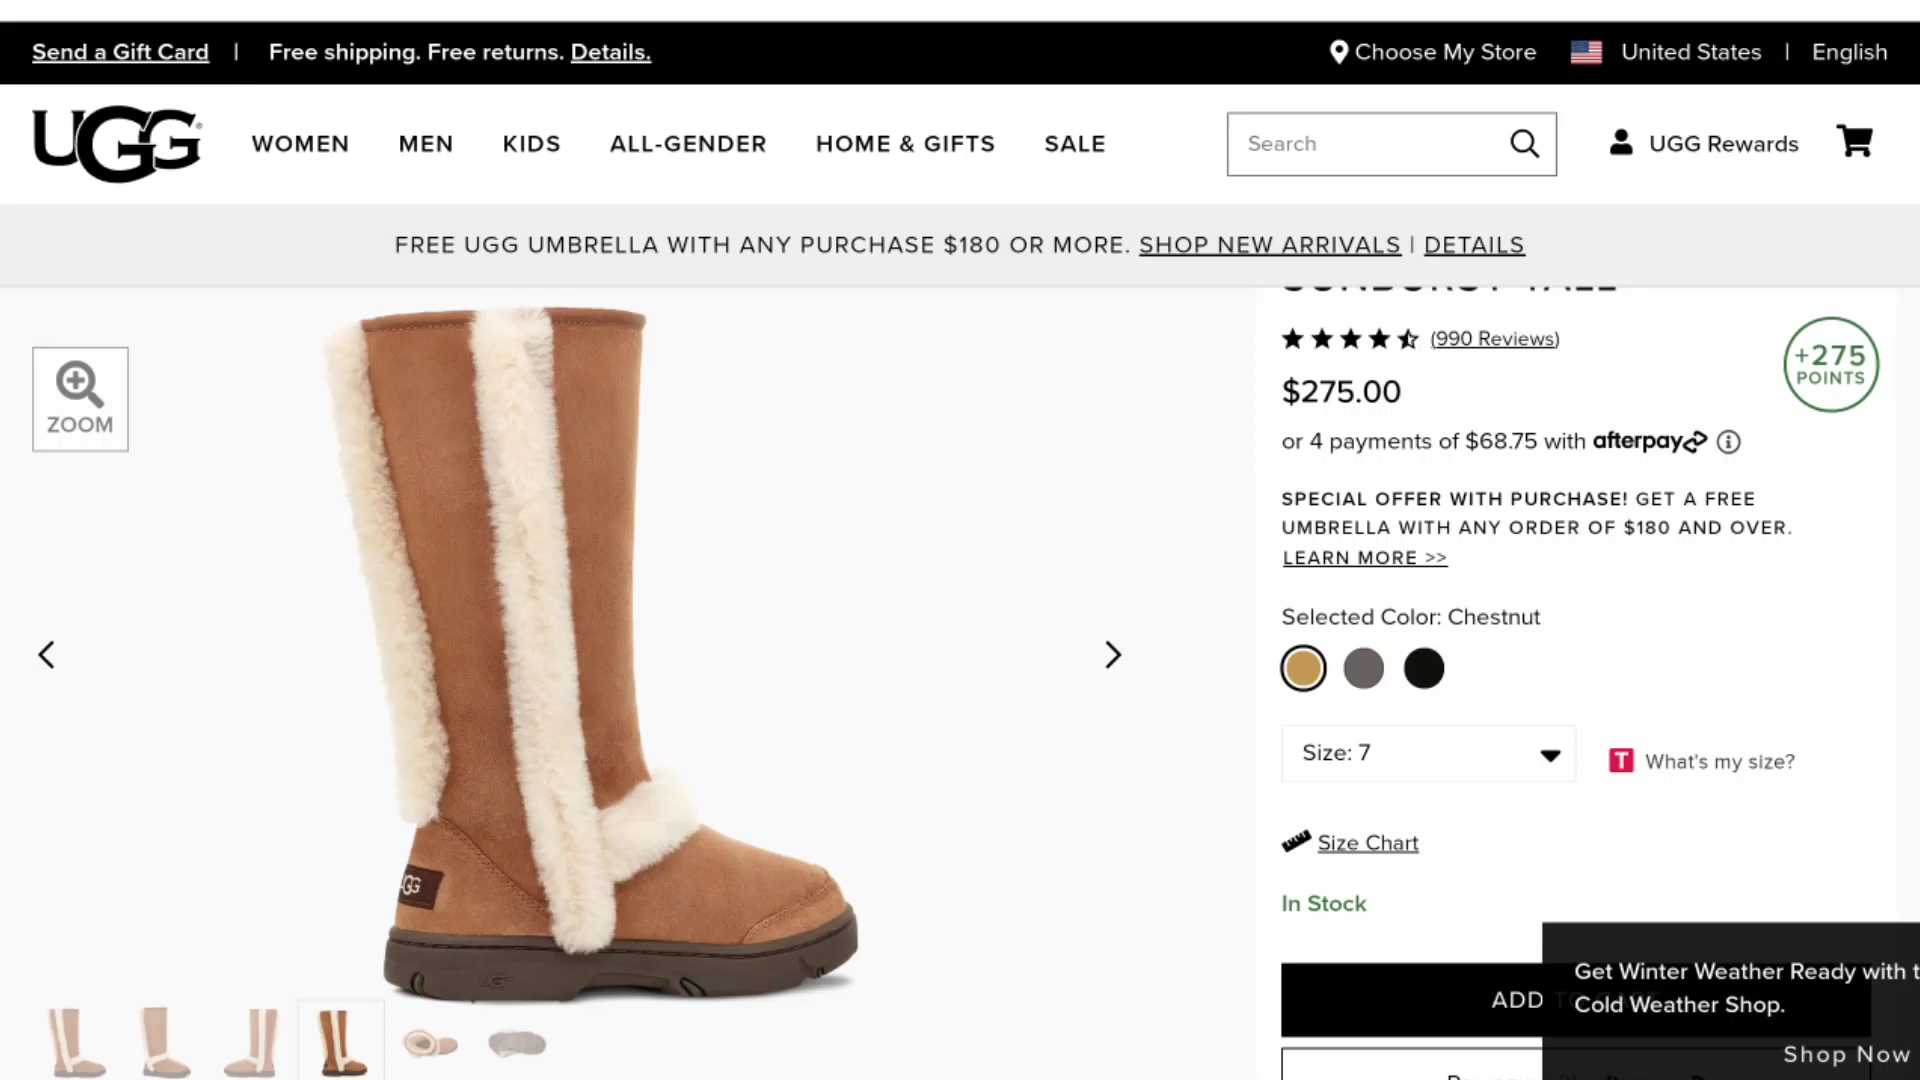 Send a Gift Card | Free shipping. Free returns. Details.
Choose My Store United States | English
UGG
WOMEN MEN KIDS ALL-GENDER HOME & GIFTS SALE
Search
UGG Rewards
FREE UGG UMBRELLA WITH ANY PURCHASE $180 OR MORE. SHOP NEW ARRIVALS | DETAILS
ZOOM
(990 Reviews)
+275
POINTS
$275.00
or 4 payments of $68.75 with afterpay
SPECIAL OFFER WITH PURCHASE! GET A FREE
UMBRELLA WITH ANY ORDER OF $180 AND OVER.
LEARN MORE >>
Selected Color: Chestnut
Size: 7
T What's my size?
Size Chart
In Stock
ADD TO CART
Get Winter Weather Ready with t
Cold Weather Shop.
Shop Now